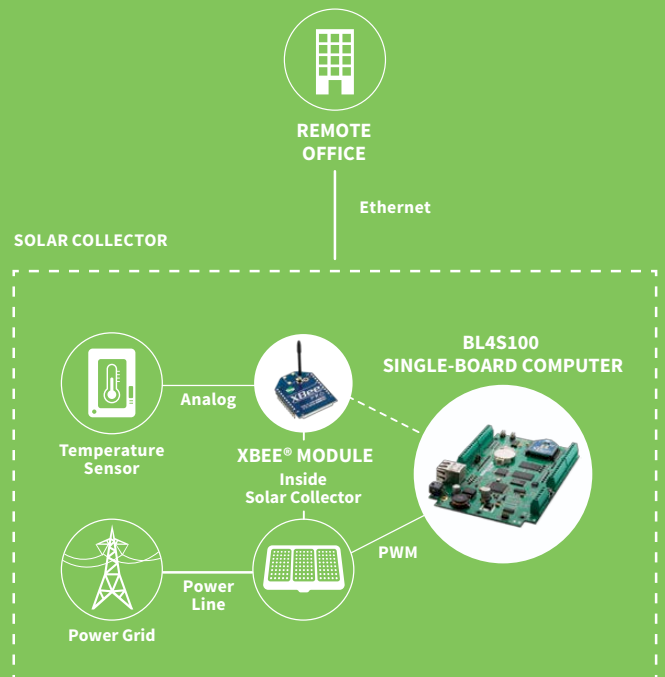 REMOTE
OFFICE
Ethernet
SOLAR COLLECTOR
BL4S100
SINGLE-BOARD COMPUTER
XBee
Analog
Temperature
Sensor
XBEE® MODULE
Inside
Solar Collector
PWM
Power
Line
Power Grid